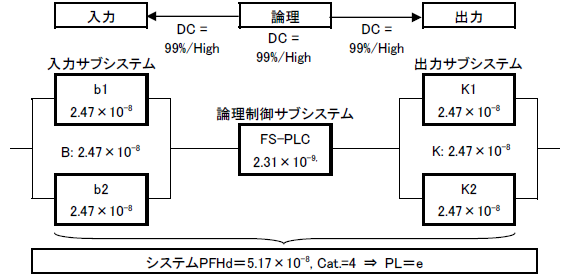 入力
論理
出力
DC =
99%/High
DC =
99%/High
DC =
99%/High
入力サブシステム
b1
2.47×10⁻⁸
B: 2.47×10⁻⁸
b2
2.47×10⁻⁸
論理制御サブシステム
FS-PLC
2.31×10⁻⁹,
出力サブシステム
K1
2.47×10⁻⁸
K: 2.47×10⁻⁸
K2
2.47×10⁻⁸
システムPFHd=5.17×10⁻⁸, Cat.=4 ⇒ PL=e